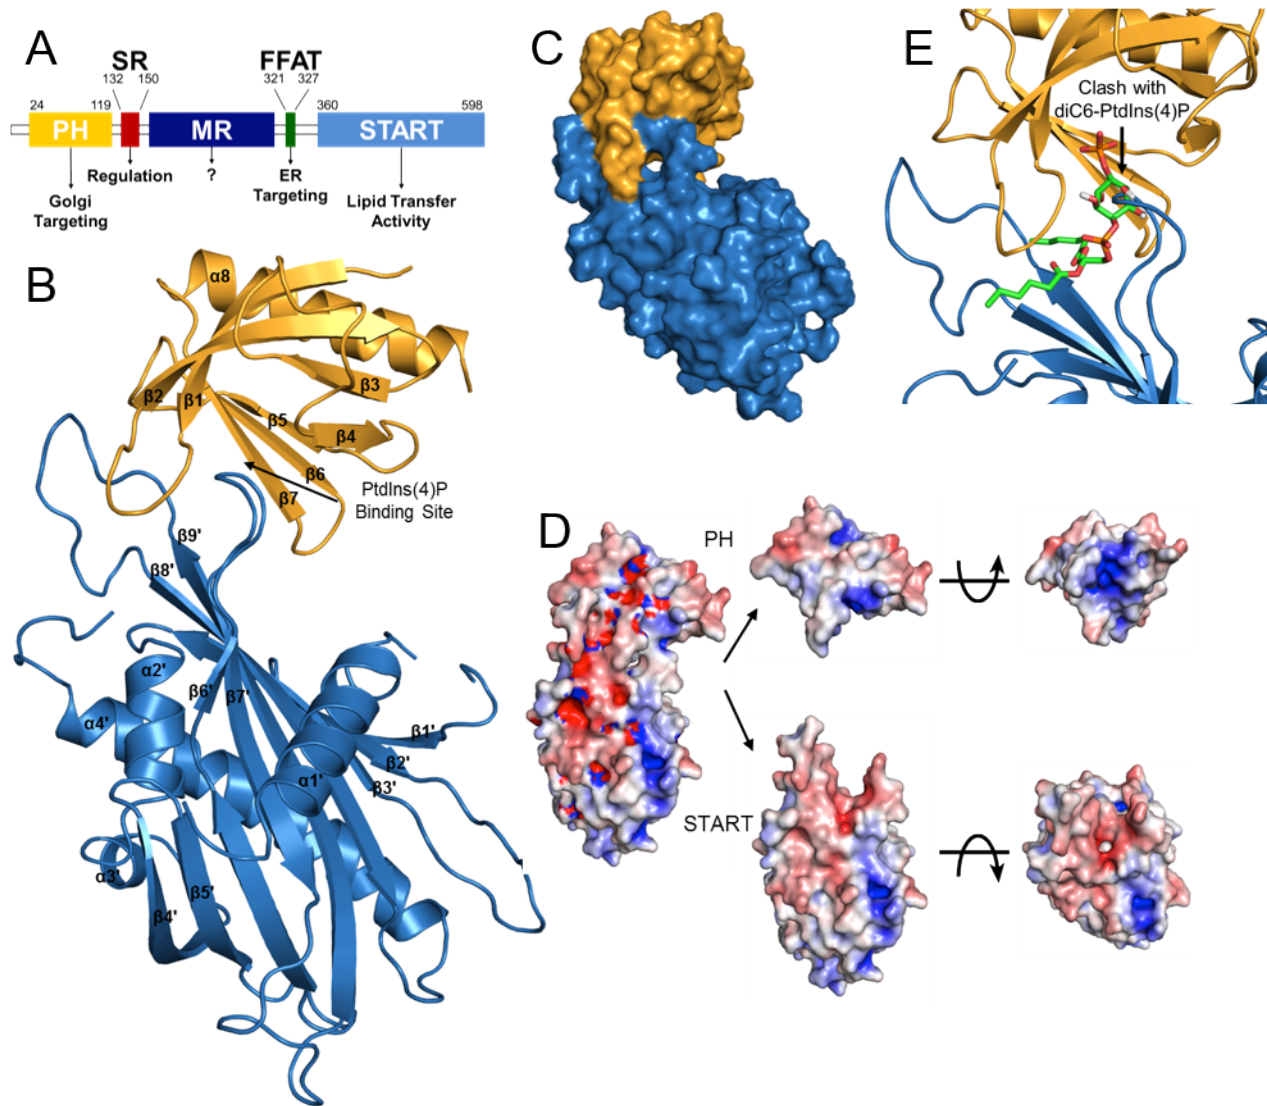 A
SR
FFAT
132 150
321 327
24
119
360
598
PH
MR
START
Regulation
?
ER
Targeting
Golgi
Targeting
Lipid Transfer
Activity
B
α8
β2
β1
β3
β5
β4
β6
β7
PtdIns(4)P
Binding Site
β9'
β8'
α2'
β6'
β7'
α4'
β1'
β2'
α1'
β3'
α3'
β5'
β4'
C
D
PH
START
E
Clash with
diC6-PtdIns(4)P